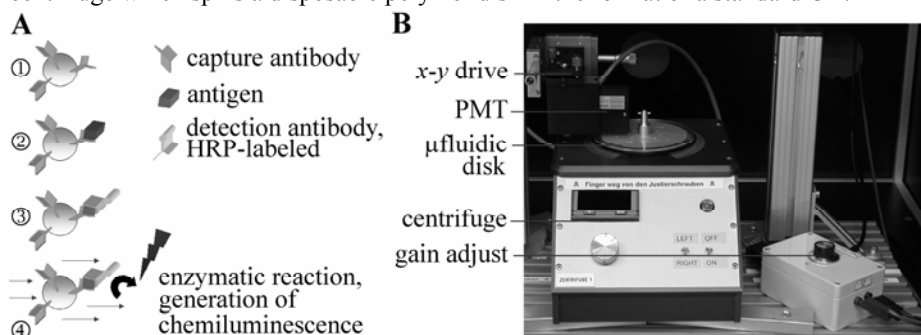 A
①
capture antibody
antigen
②
detection antibody,
HRP-labeled
③
enzymatic reaction,
generation of
chemiluminescence
④
B
x-y drive
PMT
µfluidic
disk
centrifuge
gain adjust
Finger weg von den Justierschrauben
LEFT OFF
RIGHT ON
ZENTRIFUGE 1